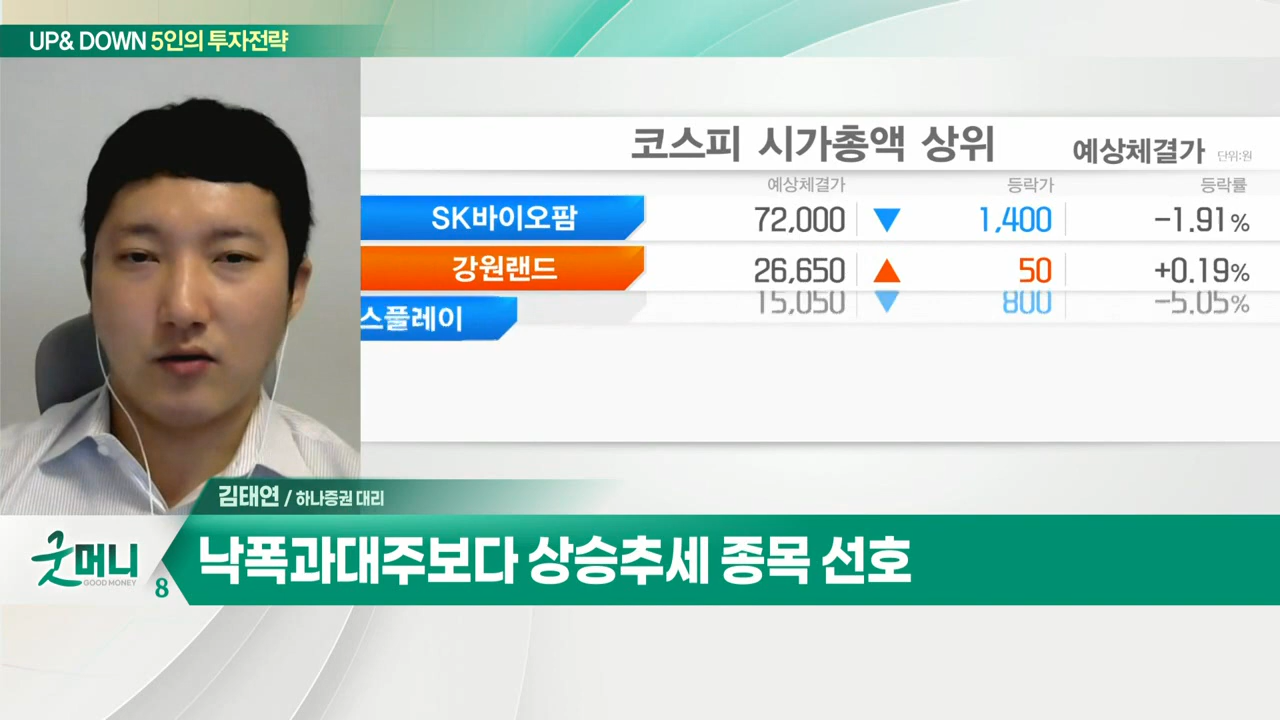 UP& DOWN 5인의 투자전략
코스피 시가총액 상위 예상체결가 단위:원
예상체결가 등락가 등락률
SK바이오팜 72,000 ▼ 1,400 -1.91%
강원랜드 26,650 ▲ 50 +0.19%
스플레이 15,050 ▼ 800 -5.05%
김태연 / 하나증권 대리
굿머니
GOOD MONEY
8
낙폭과대주보다 상승추세 종목 선호